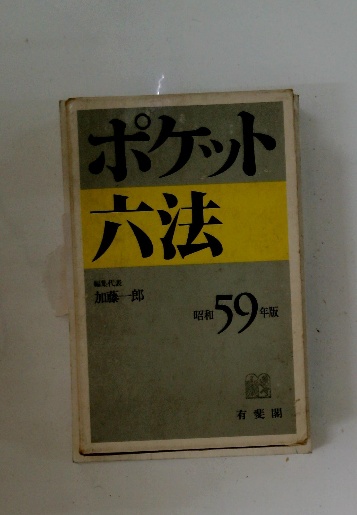 ポケット
六法
編集代表
加藤一郎
昭和59年版
有斐閣